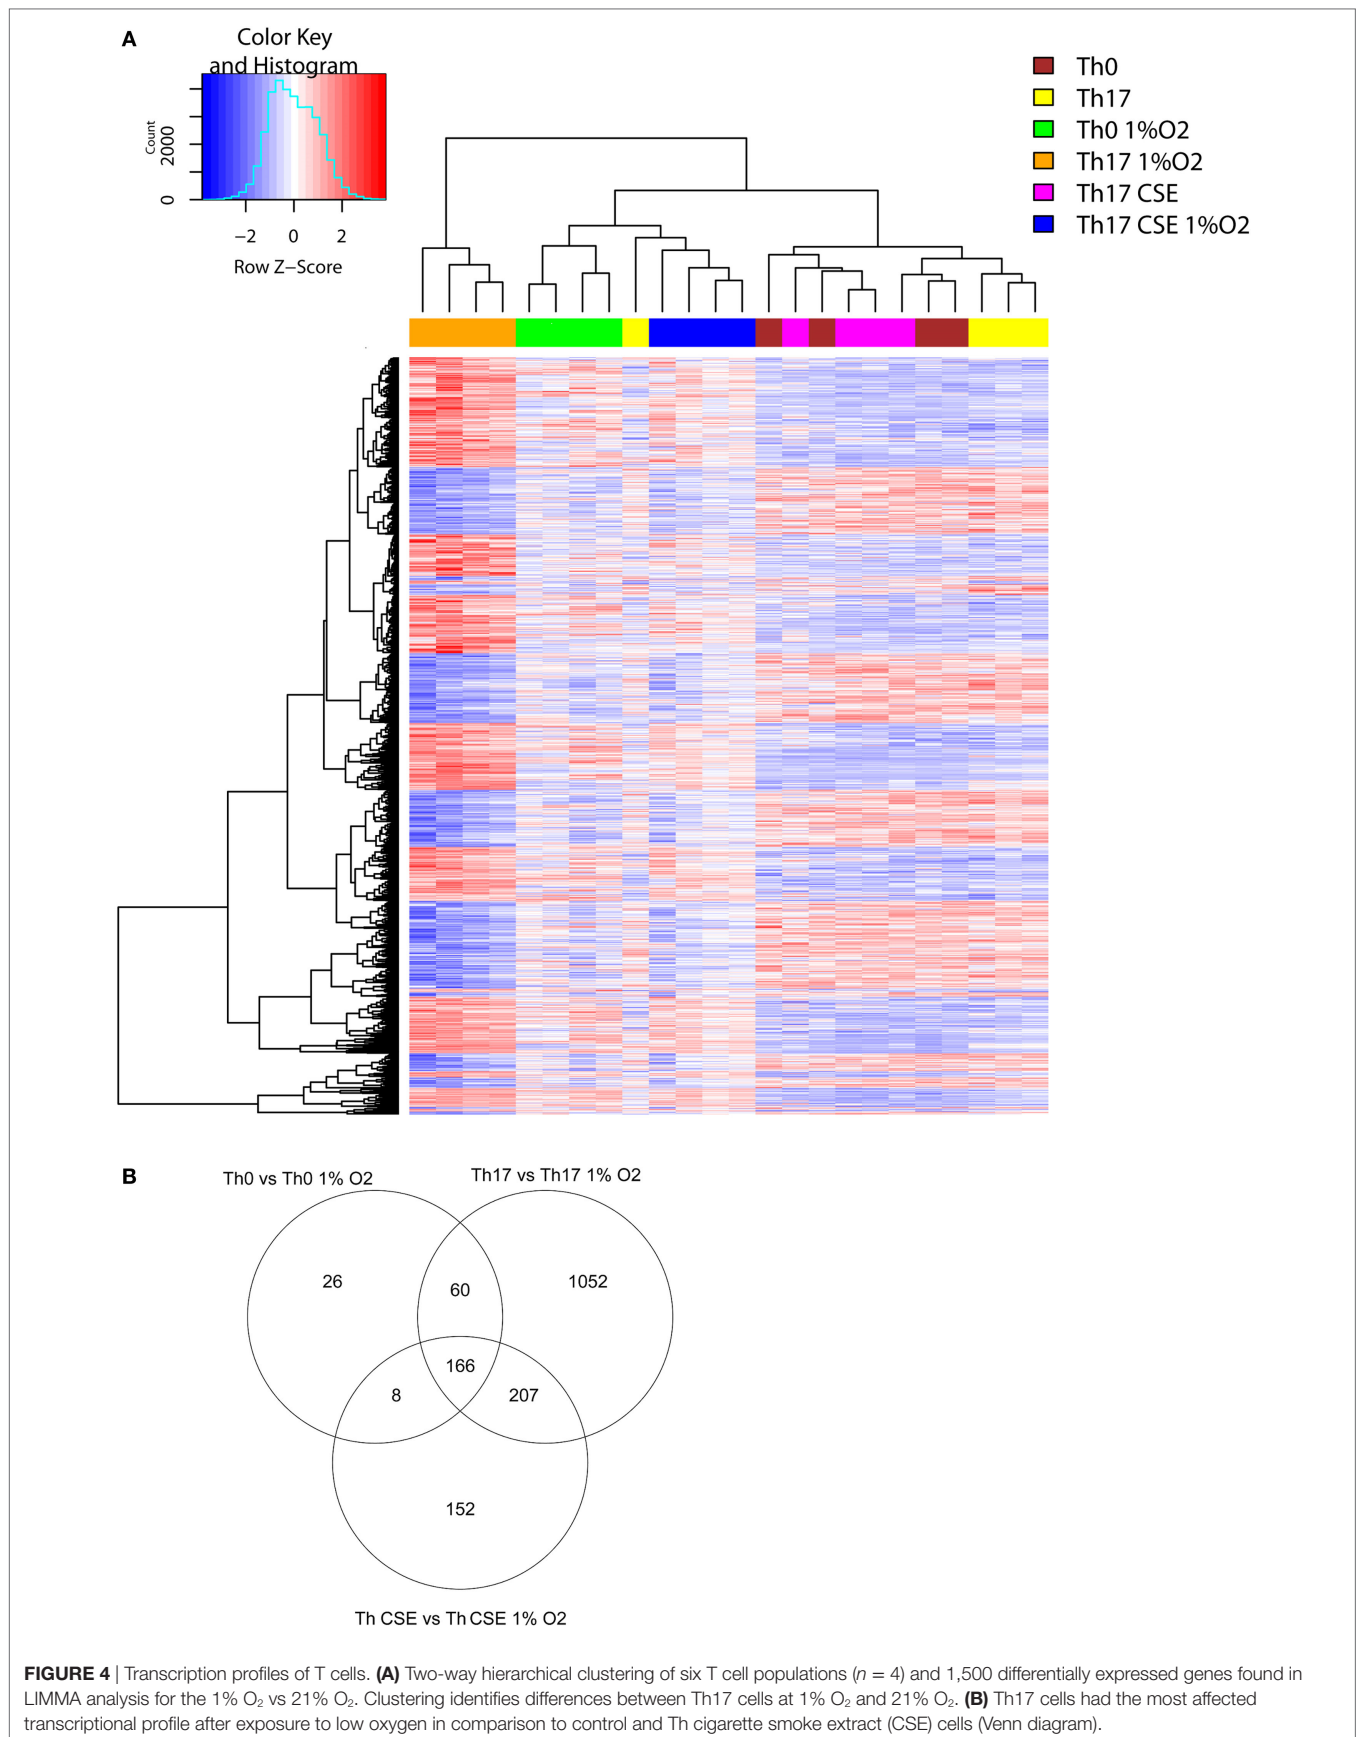 A
Color Key
and Histogram
Count
0
2000
−2
0
2
Row Z−Score
Th0
Th17
Th0 1%O2
Th17 1%O2
Th17 CSE
Th17 CSE 1%O2
B
Th0 vs Th0 1% O2
Th17 vs Th17 1% O2
26
60
1052
166
8
207
152
Th CSE vs Th CSE 1% O2
FIGURE 4 | Transcription profiles of T cells. (A) Two-way hierarchical clustering of six T cell populations (n = 4) and 1,500 differentially expressed genes found in
LIMMA analysis for the 1% O₂ vs 21% O₂. Clustering identifies differences between Th17 cells at 1% O₂ and 21% O₂. (B) Th17 cells had the most affected
transcriptional profile after exposure to low oxygen in comparison to control and Th cigarette smoke extract (CSE) cells (Venn diagram).